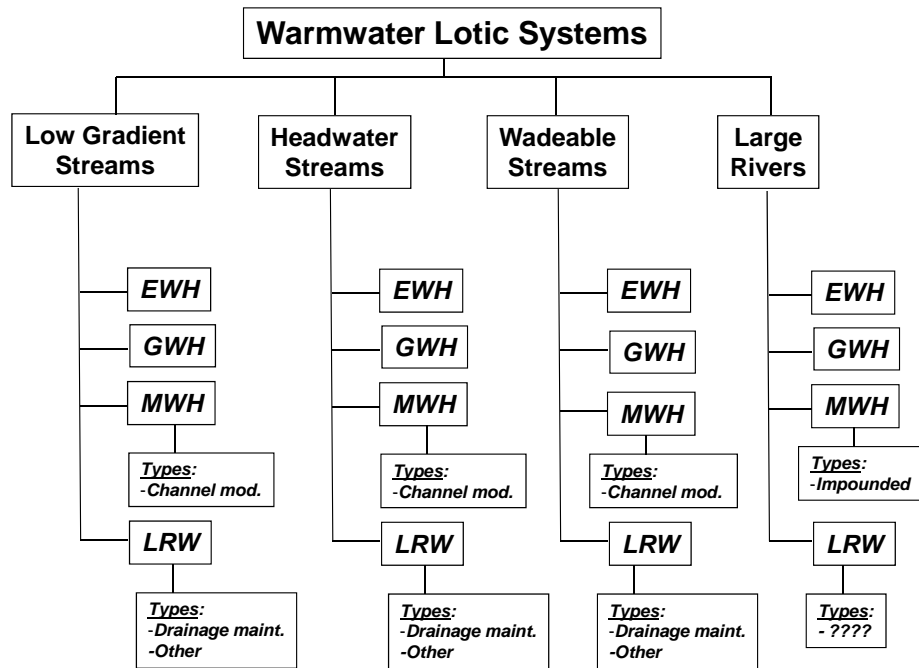 Warmwater Lotic Systems
Low Gradient
Streams
Headwater
Streams
Wadeable
Streams
Large
Rivers
EWH
GWH
MWH
Types:
-Channel mod.
LRW
Types:
-Drainage maint.
-Other
EWH
GWH
MWH
Types:
-Channel mod.
LRW
Types:
-Drainage maint.
-Other
EWH
GWH
MWH
Types:
-Channel mod.
LRW
Types:
-Drainage maint.
-Other
EWH
GWH
MWH
Types:
-Impounded
LRW
Types:
- ????